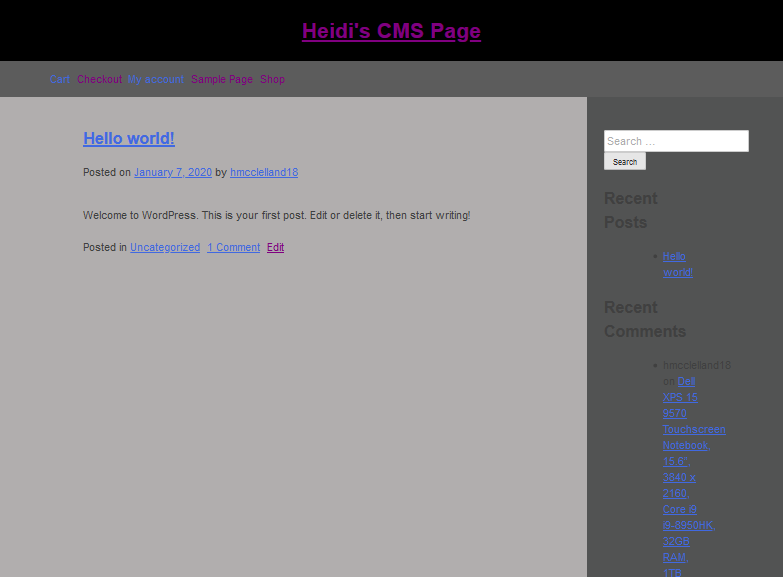 Heidi's CMS Page
Cart Checkout My account Sample Page Shop
Hello world!
Posted on January 7, 2020 by hmcclelland18
Welcome to WordPress. This is your first post. Edit or delete it, then start writing!
Posted in Uncategorized 1 Comment Edit
Search …
Search
Recent
Posts
Hello
world!
Recent
Comments
hmcclelland18
on Dell
XPS 15
9570
Touchscreen
Notebook,
15.6",
3840 x
2160,
Core i9
i9-8950HK,
32GB
RAM,
1TB